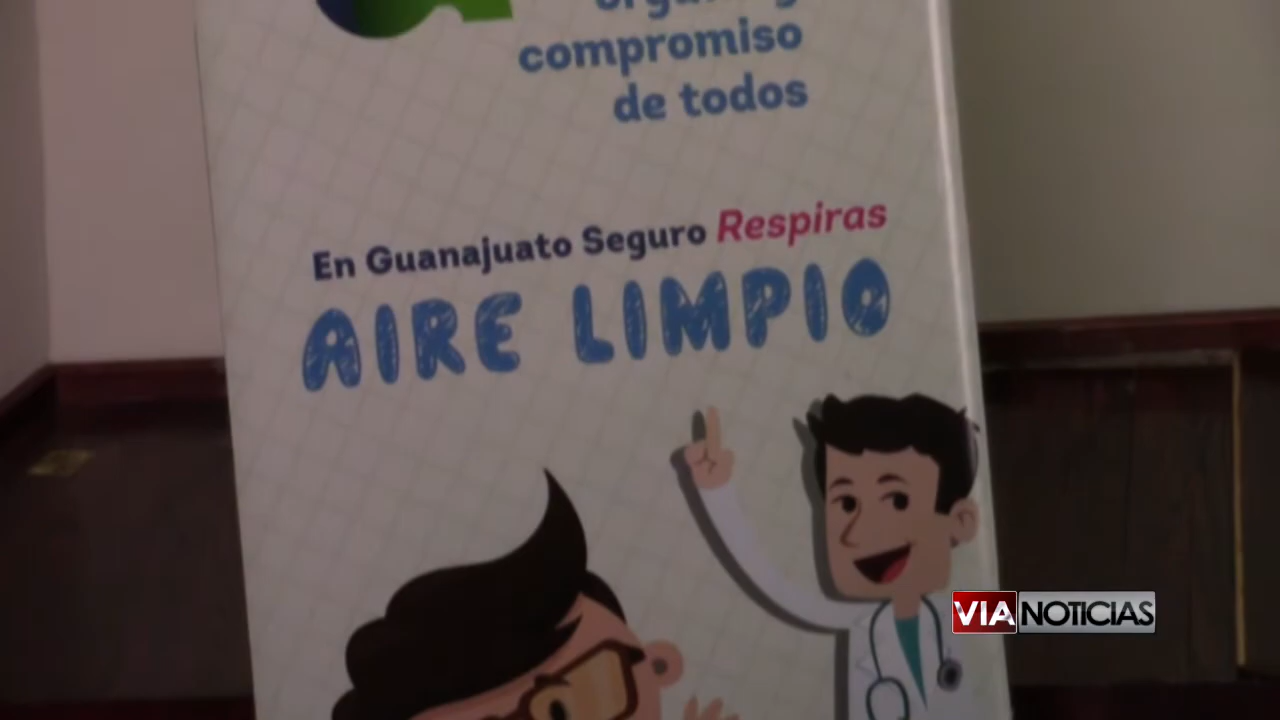 compromiso
de todos
En Guanajuato Seguro Respiras
AIRE LIMPIO
VIA NOTICIAS